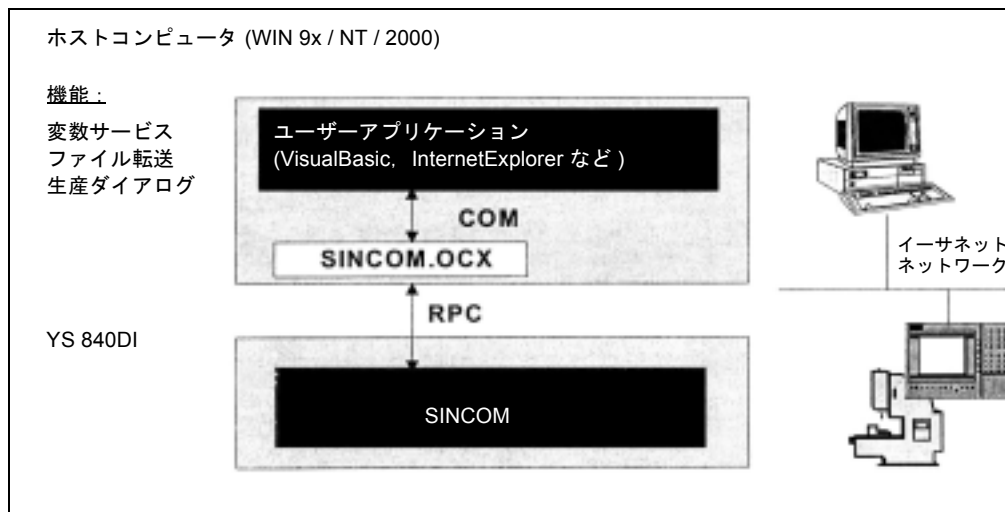 ホストコンピュータ (WIN 9x / NT / 2000)
機能：
変数サービス
ファイル転送
生産ダイアログ
ユーザーアプリケーション
(VisualBasic, InternetExplorer など )
COM
SINCOM.OCX
イーサネット
ネットワーク
RPC
YS 840DI
SINCOM